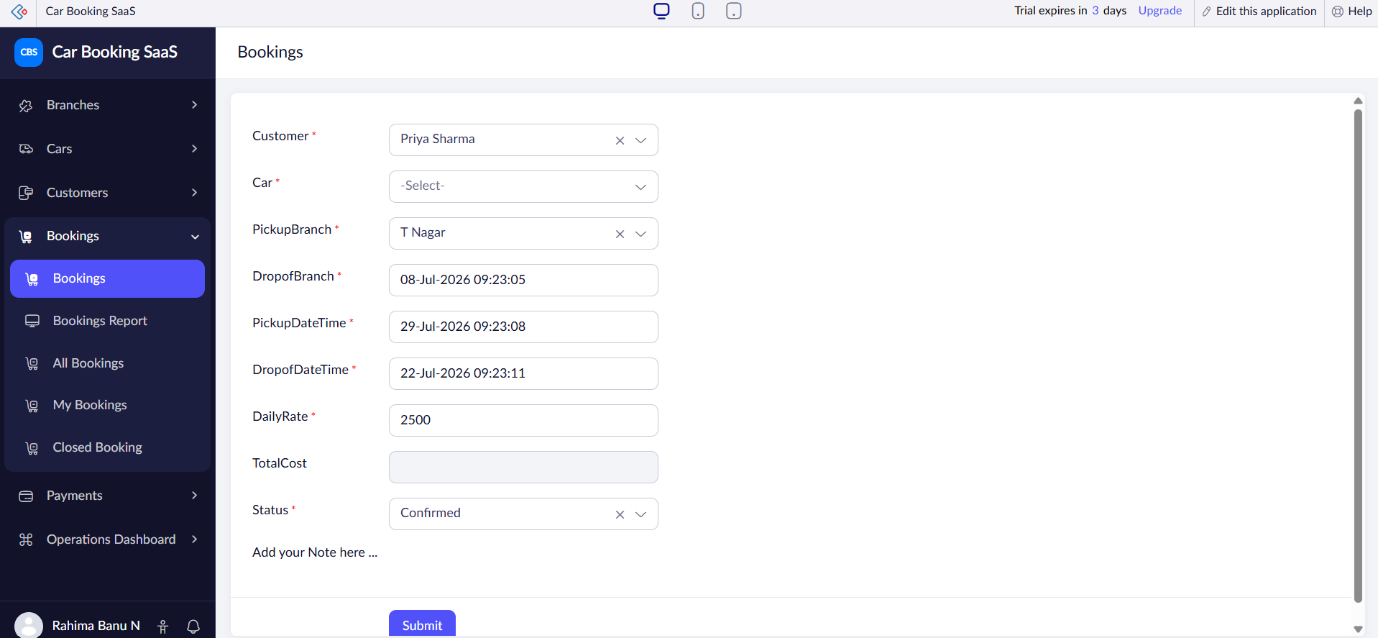 Car Booking SaaS
Trial expires in 3 days Upgrade
Edit this application
Help
CBS
Car Booking SaaS
Branches
Cars
Customers
Bookings
Bookings
Bookings Report
All Bookings
My Bookings
Closed Booking
Payments
Operations Dashboard
Rahima Banu N
Bookings
Customer * Priya Sharma
Car * -Select-
PickupBranch * T Nagar
DropofBranch * 08-Jul-2026 09:23:05
PickupDateTime * 29-Jul-2026 09:23:08
DropofDateTime * 22-Jul-2026 09:23:11
DailyRate * 2500
TotalCost
Status * Confirmed
Add your Note here ...
Submit